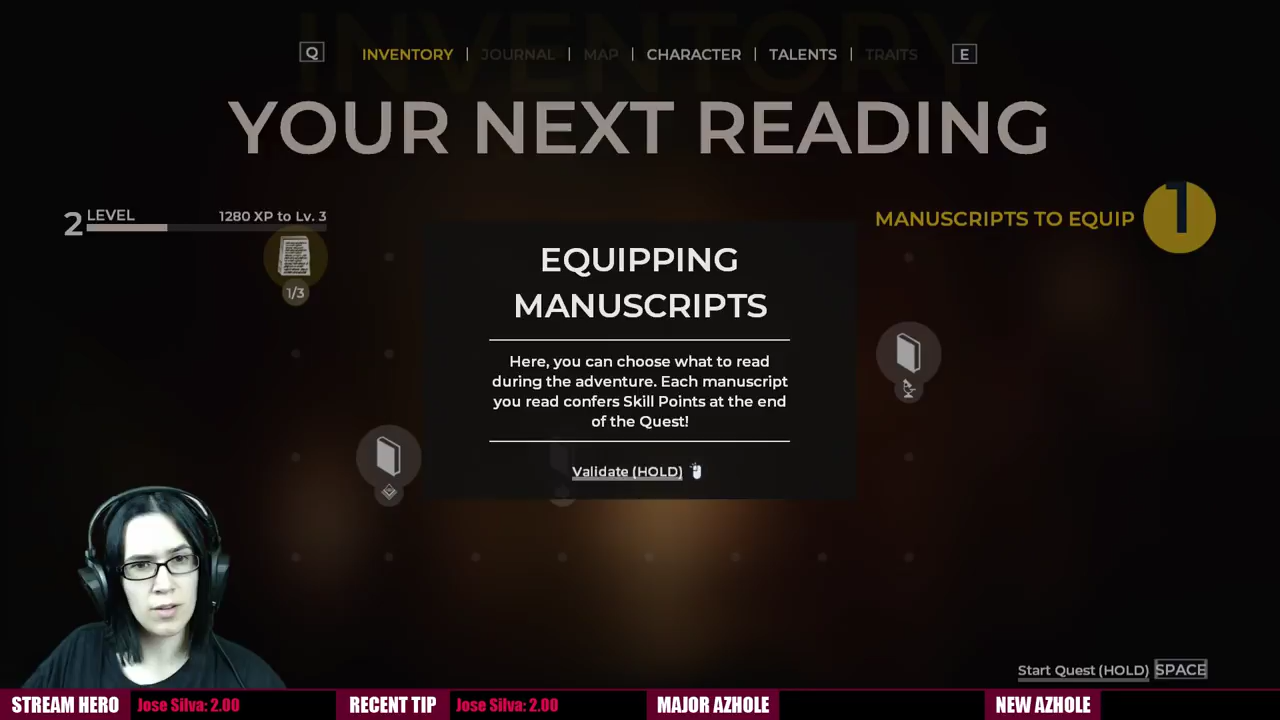 INVENTORY
Q INVENTORY | JOURNAL | MAP | CHARACTER | TALENTS | TRAITS E
YOUR NEXT READING
2 LEVEL 1280 XP to Lv. 3
MANUSCRIPTS TO EQUIP 1
1/3
EQUIPPING
MANUSCRIPTS
Here, you can choose what to read
during the adventure. Each manuscript
you read confers Skill Points at the end
of the Quest!
Validate (HOLD)
Start Quest (HOLD) SPACE
STREAM HERO Jose Silva: 2.00 RECENT TIP Jose Silva: 2.00 MAJOR AZHOLE NEW AZHOLE